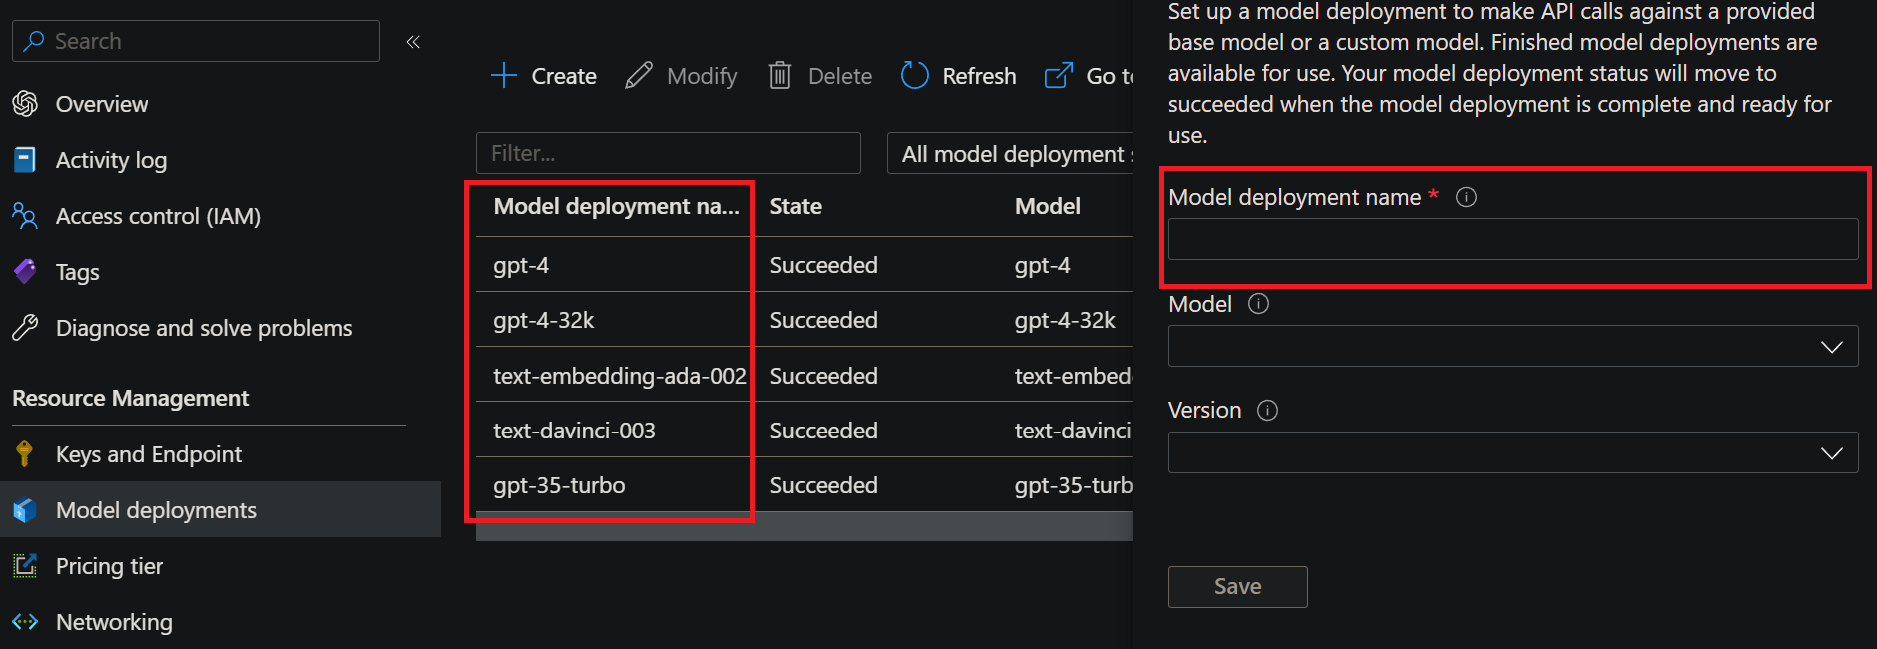 Search
Overview
Activity log
Access control (IAM)
Tags
Diagnose and solve problems
Resource Management
Keys and Endpoint
Model deployments
Pricing tier
Networking
Create Modify Delete Refresh Go to
Filter...
All model deployment s
Model deployment na... State Model
gpt-4 Succeeded gpt-4
gpt-4-32k Succeeded gpt-4-32k
text-embedding-ada-002 Succeeded text-embed
text-davinci-003 Succeeded text-davinci
gpt-35-turbo Succeeded gpt-35-turb
Set up a model deployment to make API calls against a provided
base model or a custom model. Finished model deployments are
available for use. Your model deployment status will move to
succeeded when the model deployment is complete and ready for
use.
Model deployment name *
Model
Version
Save